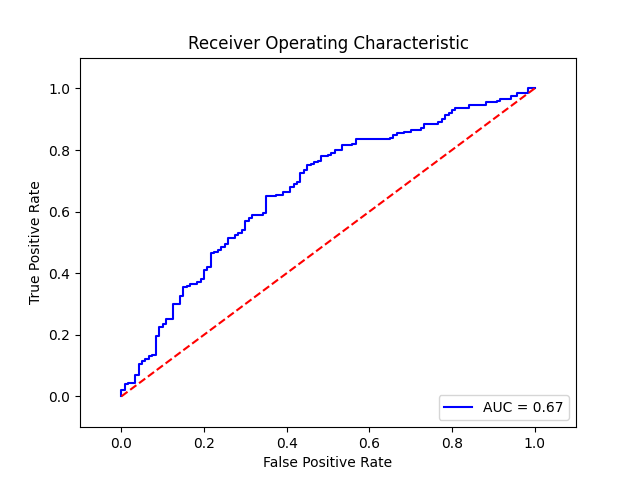 Receiver Operating Characteristic
True Positive Rate
1.0
0.8
0.6
0.4
0.2
0.0
0.0 0.2 0.4 0.6 0.8 1.0
False Positive Rate
AUC = 0.67